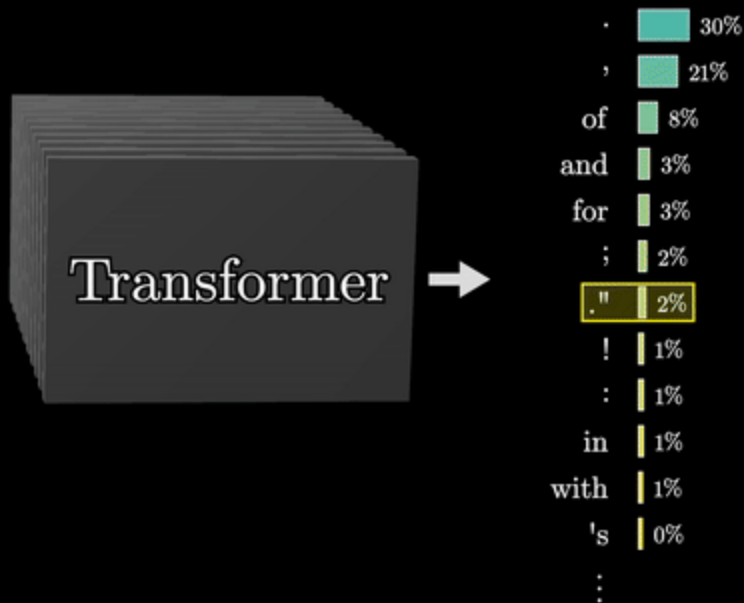 . 30%
, 21%
of 8%
and 3%
for 3%
; 2%
Transformer
." 2%
! 1%
: 1%
in 1%
with 1%
's 0%
⋮